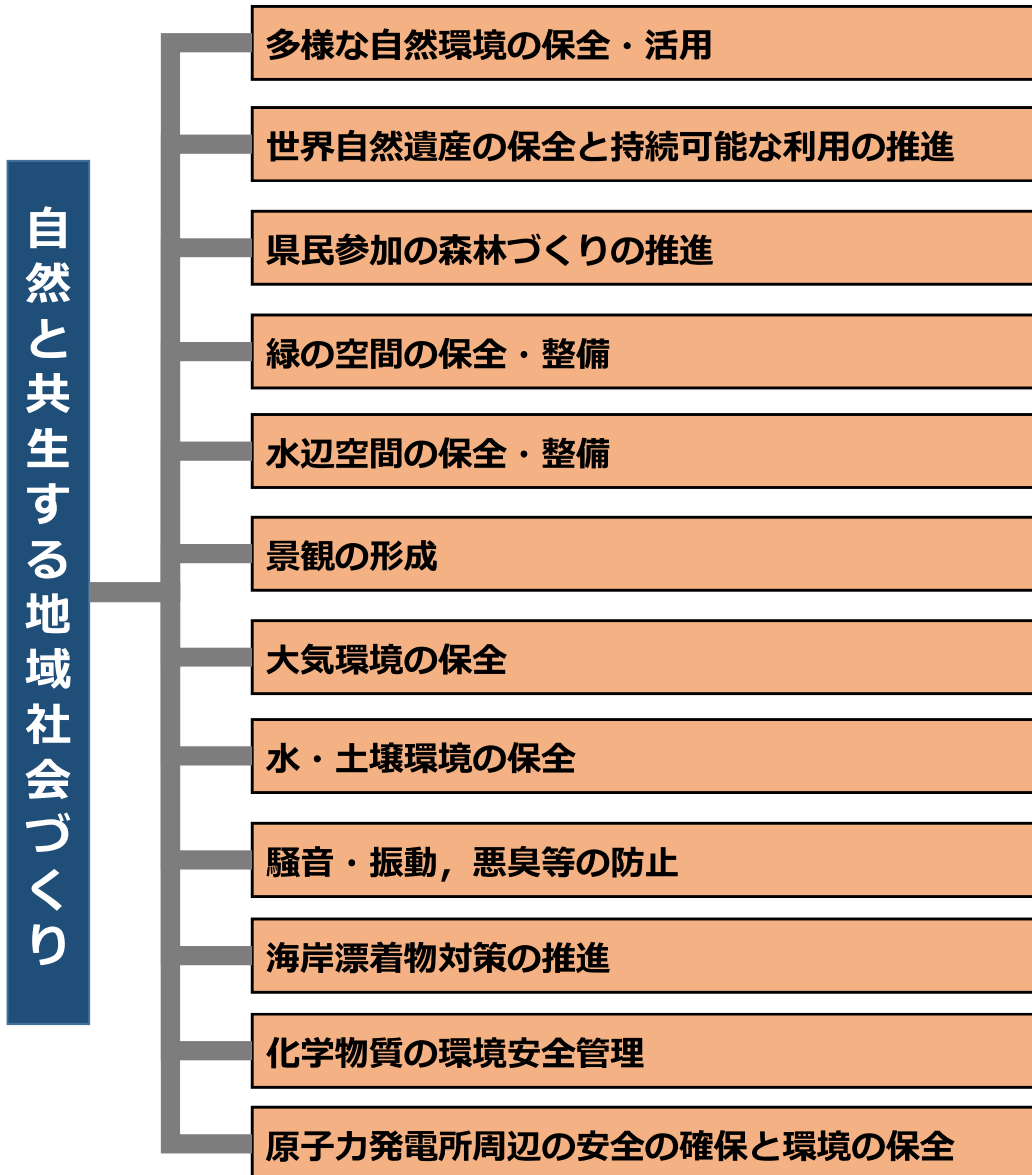 自然と共生する地域社会づくり
多様な自然環境の保全・活用
世界自然遺産の保全と持続可能な利用の推進
県民参加の森林づくりの推進
緑の空間の保全・整備
水辺空間の保全・整備
景観の形成
大気環境の保全
水・土壌環境の保全
騒音・振動，悪臭等の防止
海岸漂着物対策の推進
化学物質の環境安全管理
原子力発電所周辺の安全の確保と環境の保全